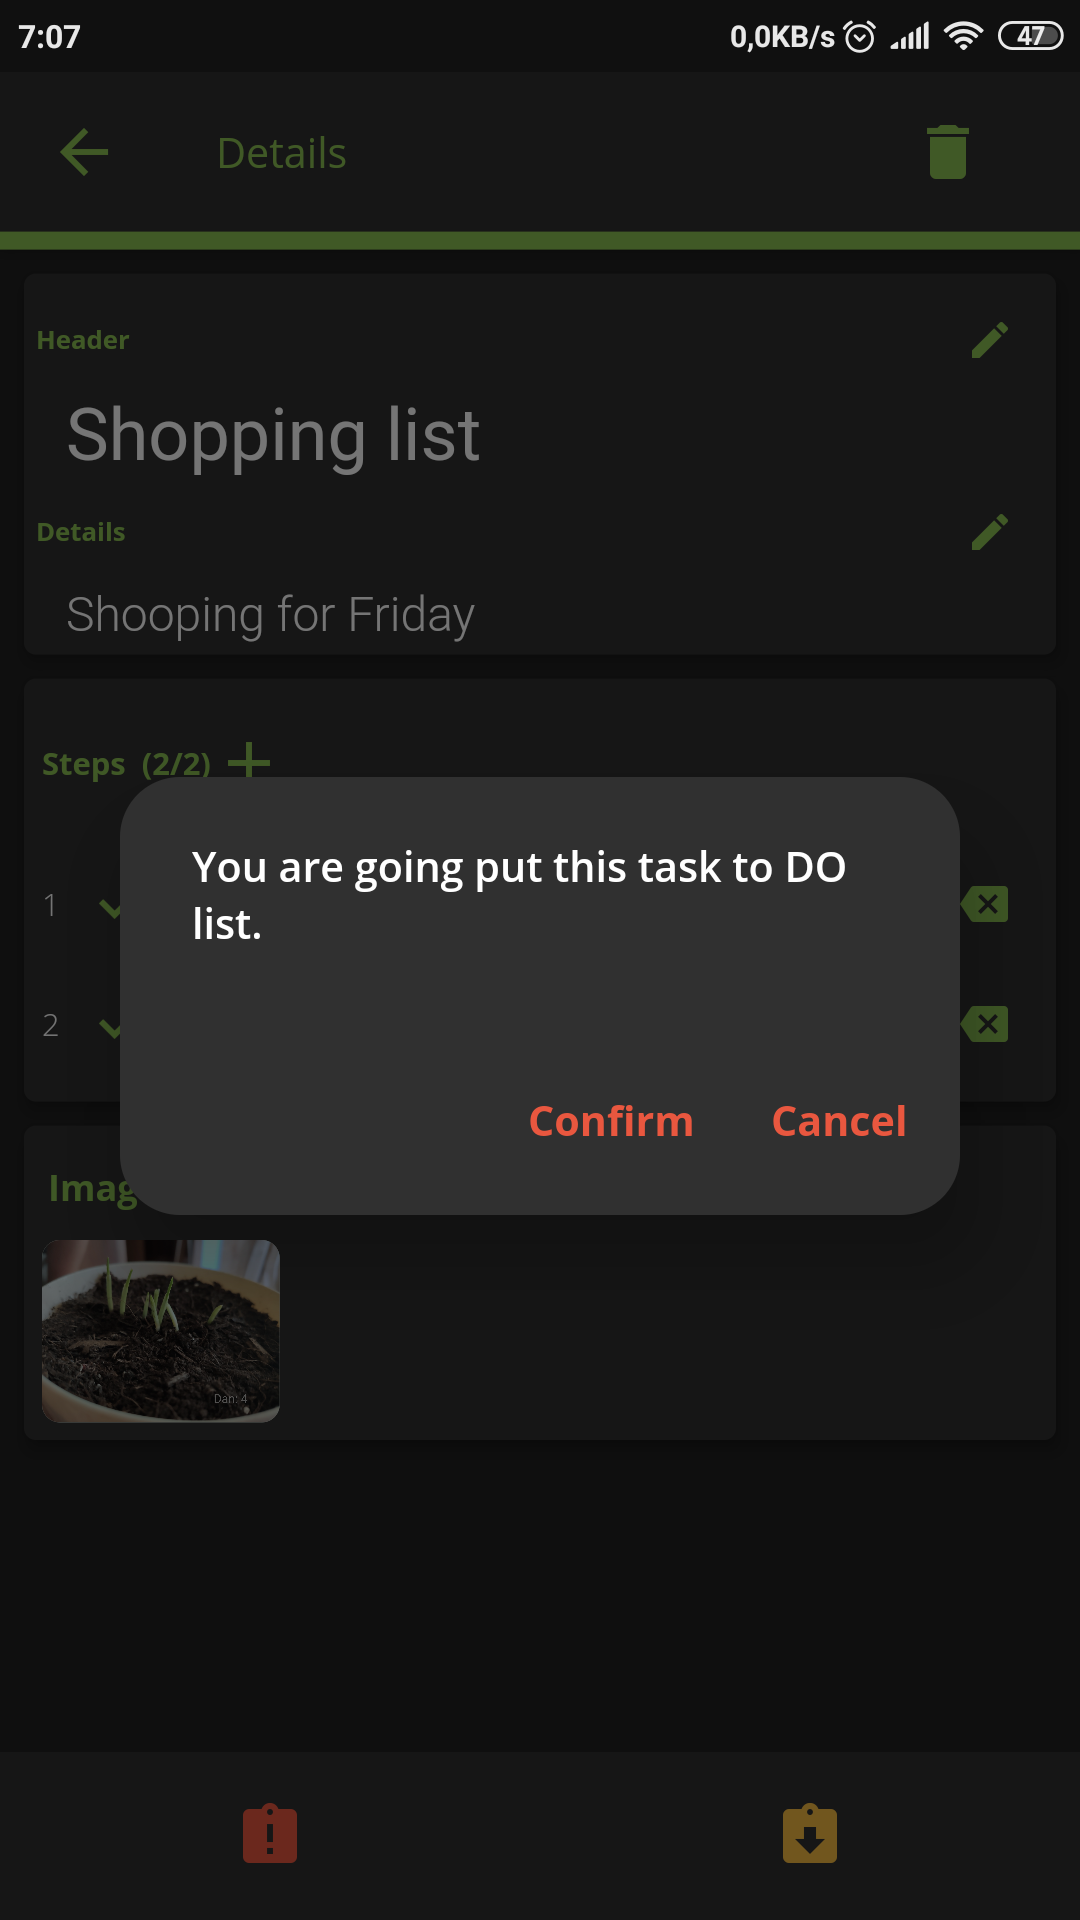 7:07 0,0KB/s 47
Details
Header
Shopping list
Details
Shooping for Friday
Steps (2/2)
You are going put this task to DO
list.
1
2
Confirm Cancel
Imag
Dan: 4